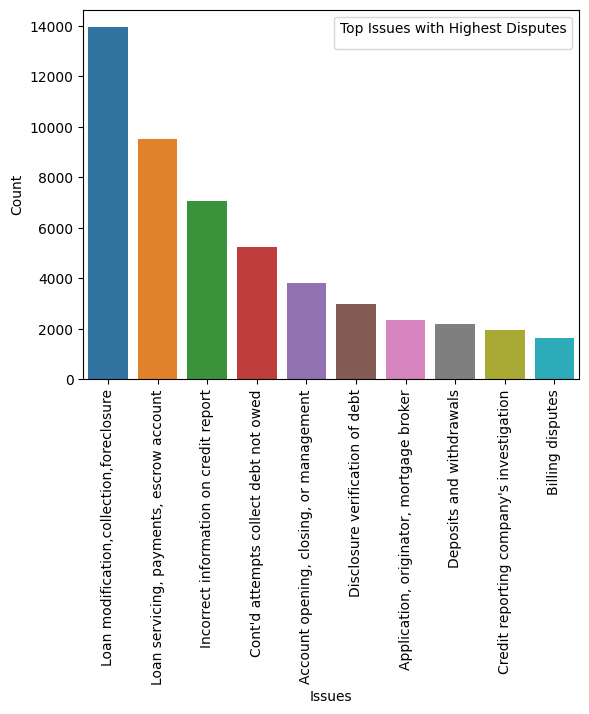 Top Issues with Highest Disputes
14000
12000
10000
8000
6000
4000
2000
0
Count
Loan modification,collection,foreclosure
Loan servicing, payments, escrow account
Incorrect information on credit report
Cont'd attempts collect debt not owed
Account opening, closing, or management
Disclosure verification of debt
Application, originator, mortgage broker
Deposits and withdrawals
Credit reporting company's investigation
Billing disputes
Issues